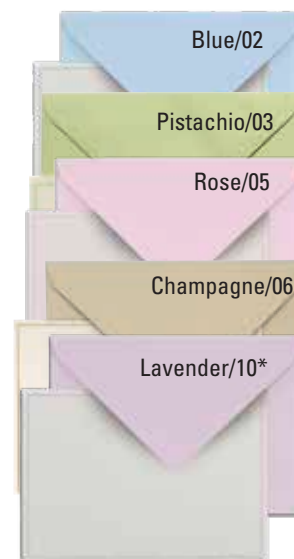 Blue/02
Pistachio/03
Rose/05
Champagne/06
Lavender/10*